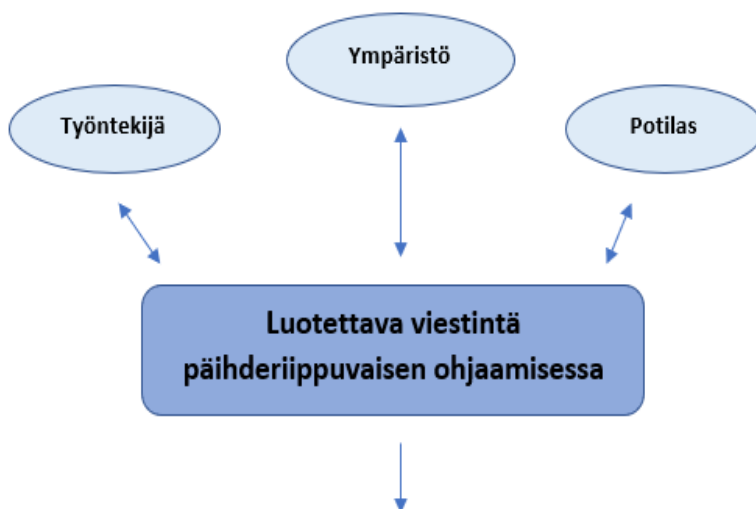 Ympäristö
Työntekijä
Potilas
Luotettava viestintä
päihderiippuvaisen ohjaamisessa